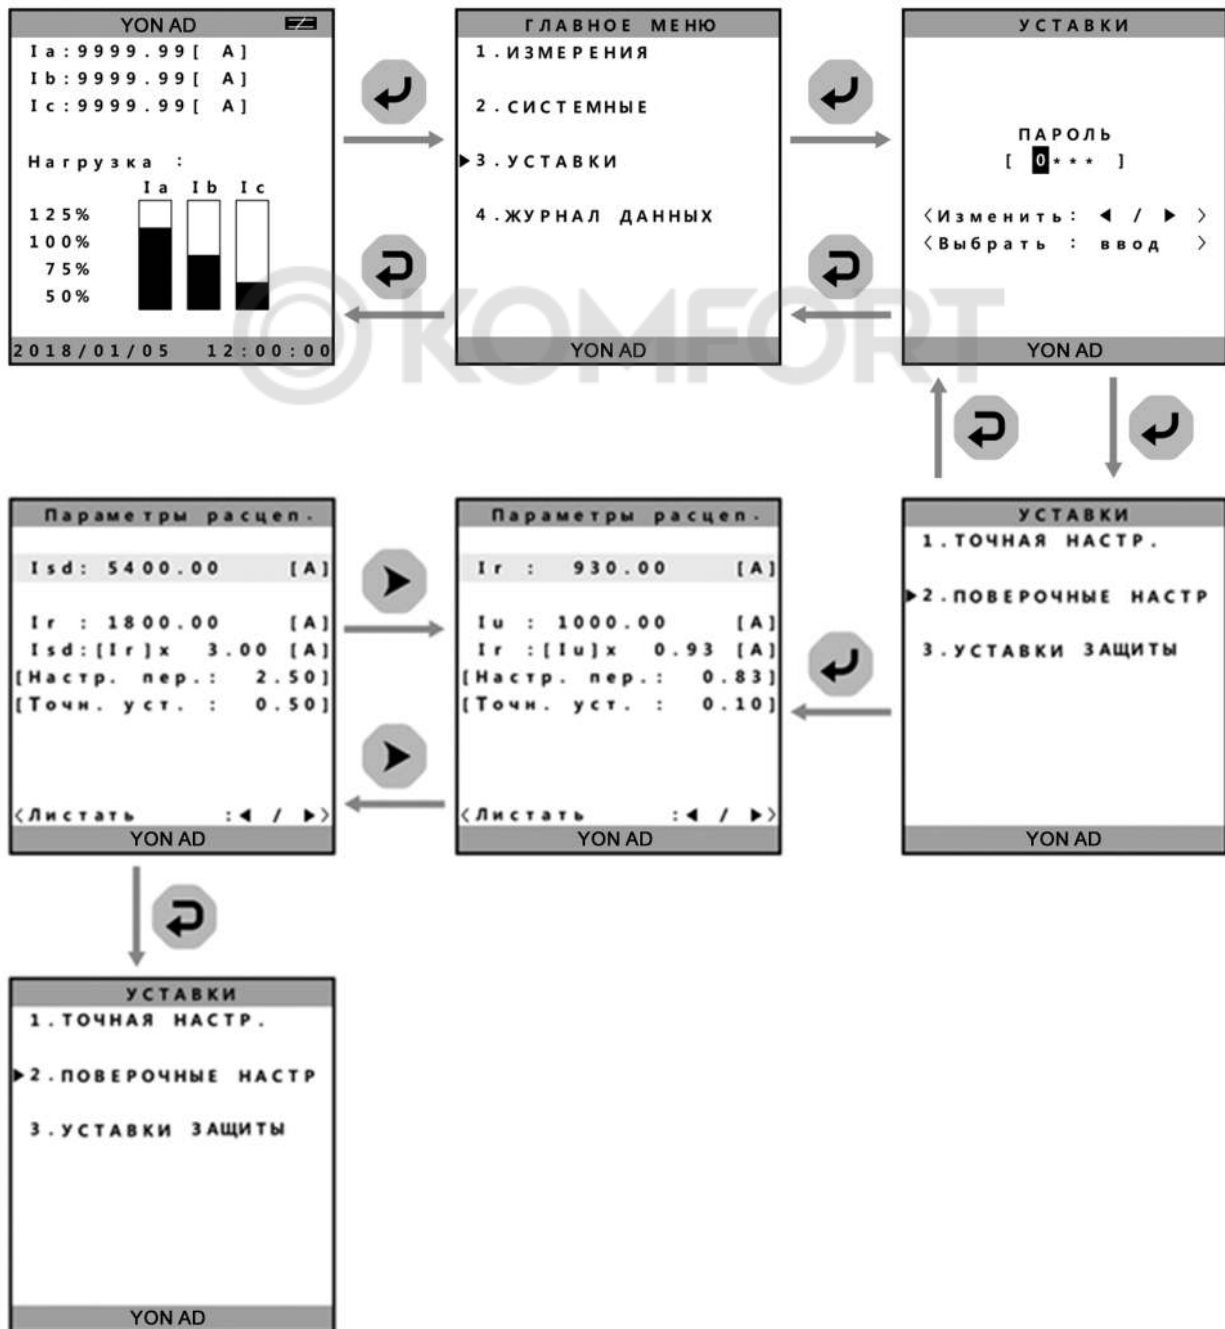 YON AD
Ia:9999.99[ A]
Ib:9999.99[ A]
Ic:9999.99[ A]
Нагрузка :
Ia Ib Ic
125%
100%
75%
50%
2018/01/05 12:00:00
ГЛАВНОЕ МЕНЮ
1.ИЗМЕРЕНИЯ
2.СИСТЕМНЫЕ
▶3.УСТАВКИ
4.ЖУРНАЛ ДАННЫХ
YON AD
УСТАВКИ
ПАРОЛЬ
[ 0*** ]
<Изменить: ◀ / ▶ >
<Выбрать : ввод >
YON AD
KOMFORT
Параметры расцеп.
Isd: 5400.00 [A]
Ir : 1800.00 [A]
Isd:[Ir]x 3.00 [A]
[Настр. пер.: 2.50]
[Точн. уст. : 0.50]
<Листать :◀ / ▶>
YON AD
Параметры расцеп.
Ir : 930.00 [A]
Iu : 1000.00 [A]
Ir :[Iu]x 0.93 [A]
[Настр. пер.: 0.83]
[Точн. уст. : 0.10]
<Листать :◀ / ▶>
YON AD
УСТАВКИ
1.ТОЧНАЯ НАСТР.
▶2.ПОВЕРОЧНЫЕ НАСТР
3.УСТАВКИ ЗАЩИТЫ
YON AD
УСТАВКИ
1.ТОЧНАЯ НАСТР.
▶2.ПОВЕРОЧНЫЕ НАСТР
3.УСТАВКИ ЗАЩИТЫ
YON AD